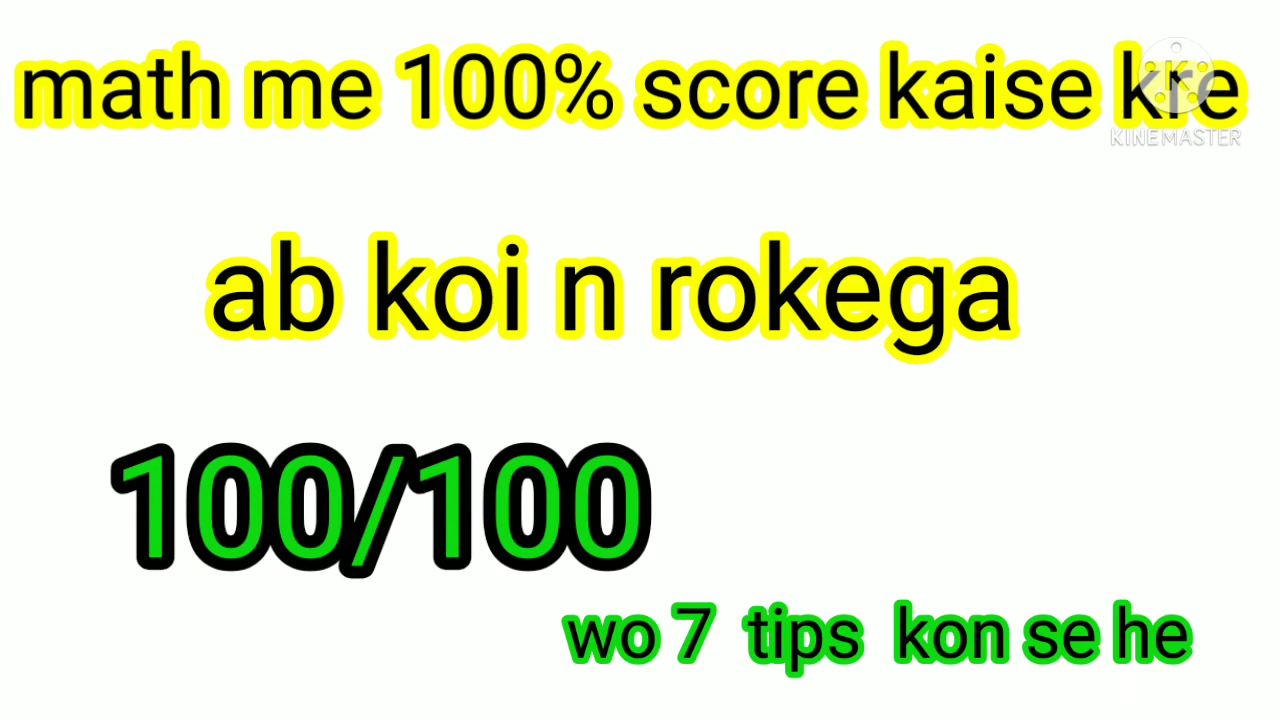 math me 100% score kaise kre
KINEMASTER
ab koi n rokega
100/100
wo 7 tips kon se he